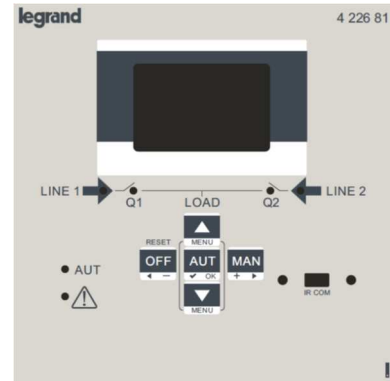 legrand
4 226 81
LINE 1
LINE 2
Q1
LOAD
Q2
RESET
MENU
OFF
AUT
MAN
◄ −
✔ OK
+ ►
AUT
IR COM
MENU